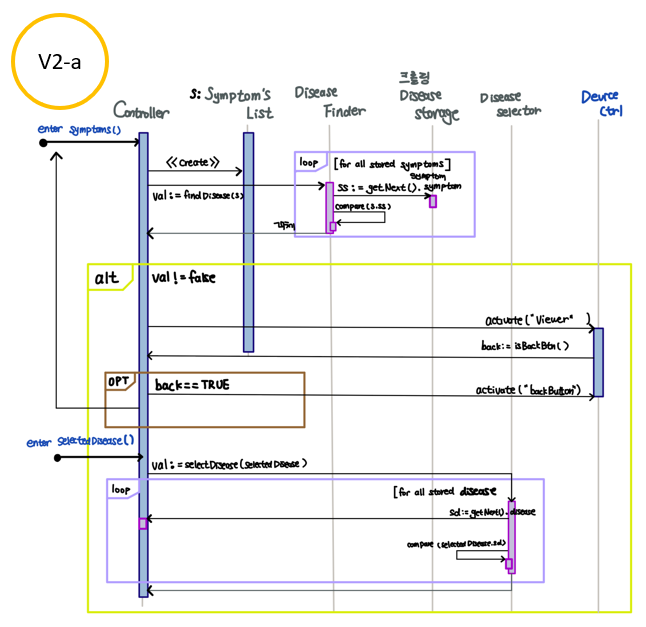 V2-a
Controller
S: Symptom's
List
Disease
Finder
크롤링
Disease
storage
Disease
selector
Device
Ctrl
enter Symptoms()
<<create>>
loop
[for all stored symptoms]
symptom
val := findDisease(s)
ss := getNext(). symptom
compare(s.ss)
alt
val != false
activate("Viewer" )
back:= isBackBtn()
OPT
back==TRUE
activate("backButton")
enter SelectedDisease()
val := selectDisease(selectedDisease)
loop
[for all stored disease
sd:=getNext().disease
compare(selectedDisease.sd)